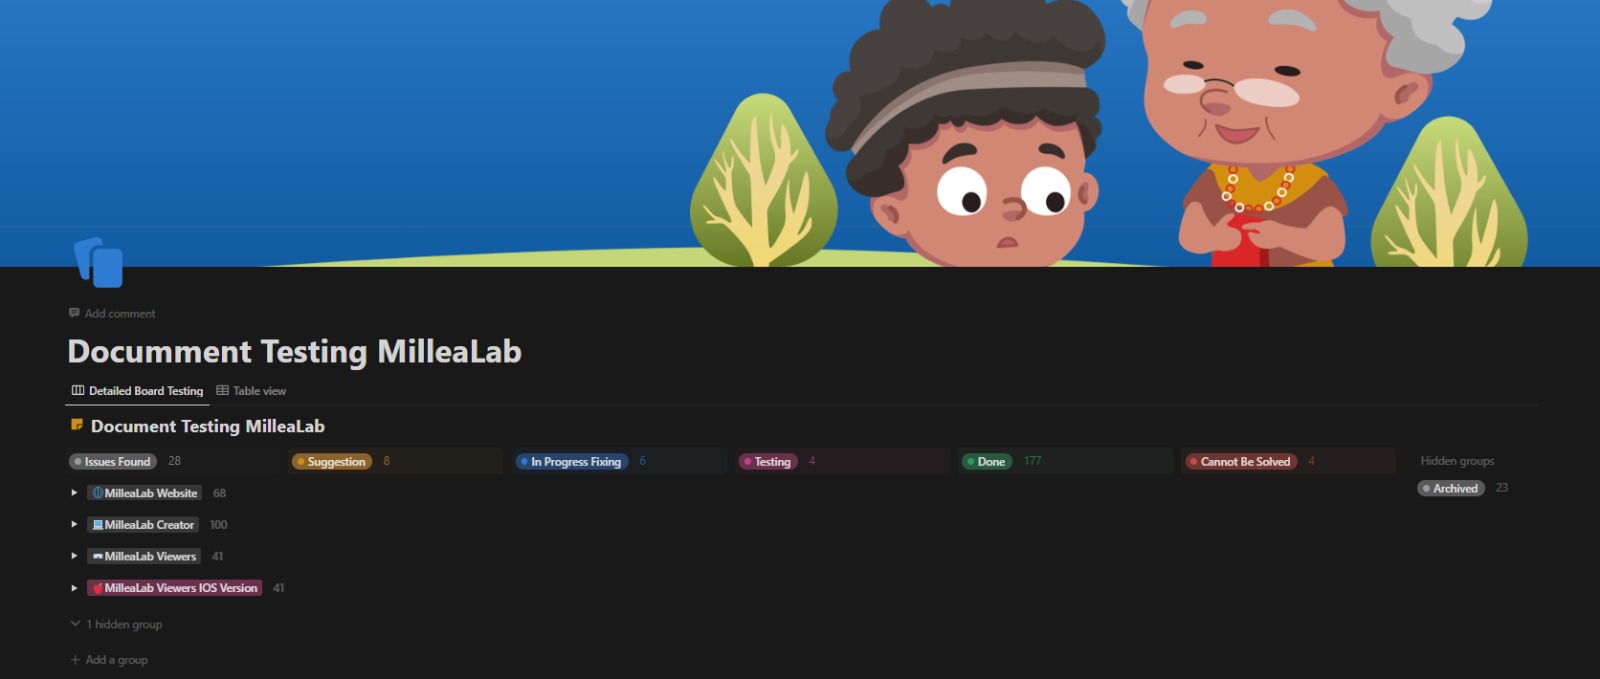 Add comment
Documment Testing MilleaLab
Detailed Board Testing Table view
Document Testing MilleaLab
Issues Found 28 Suggestion 8 In Progress Fixing 6 Testing 4 Done 177 Cannot Be Solved 4 Hidden groups
Archived 23
MilleaLab Website 68
MilleaLab Creator 100
MilleaLab Viewers 41
MilleaLab Viewers IOS Version 41
1 hidden group
Add a group